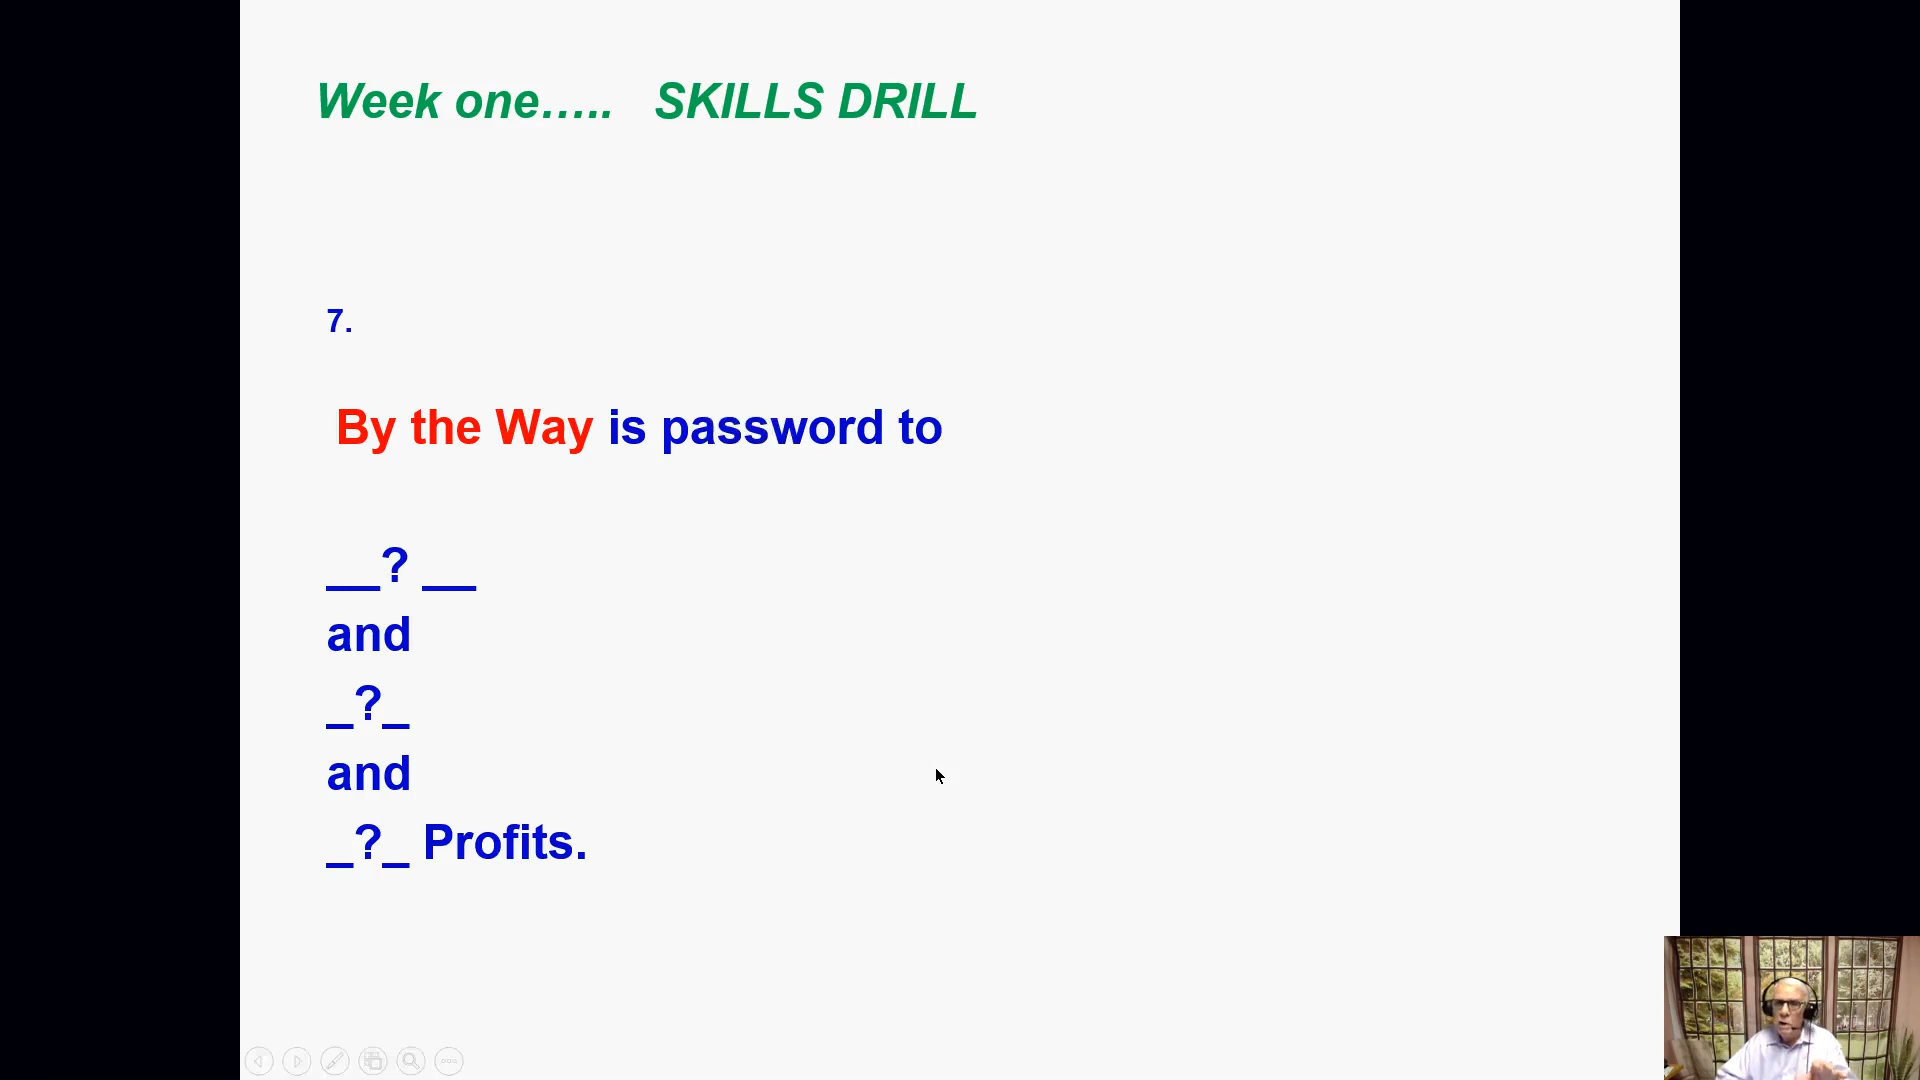 Week one….. SKILLS DRILL
7.
By the Way is password to
__? __
and
_?_
and
_?_ Profits.